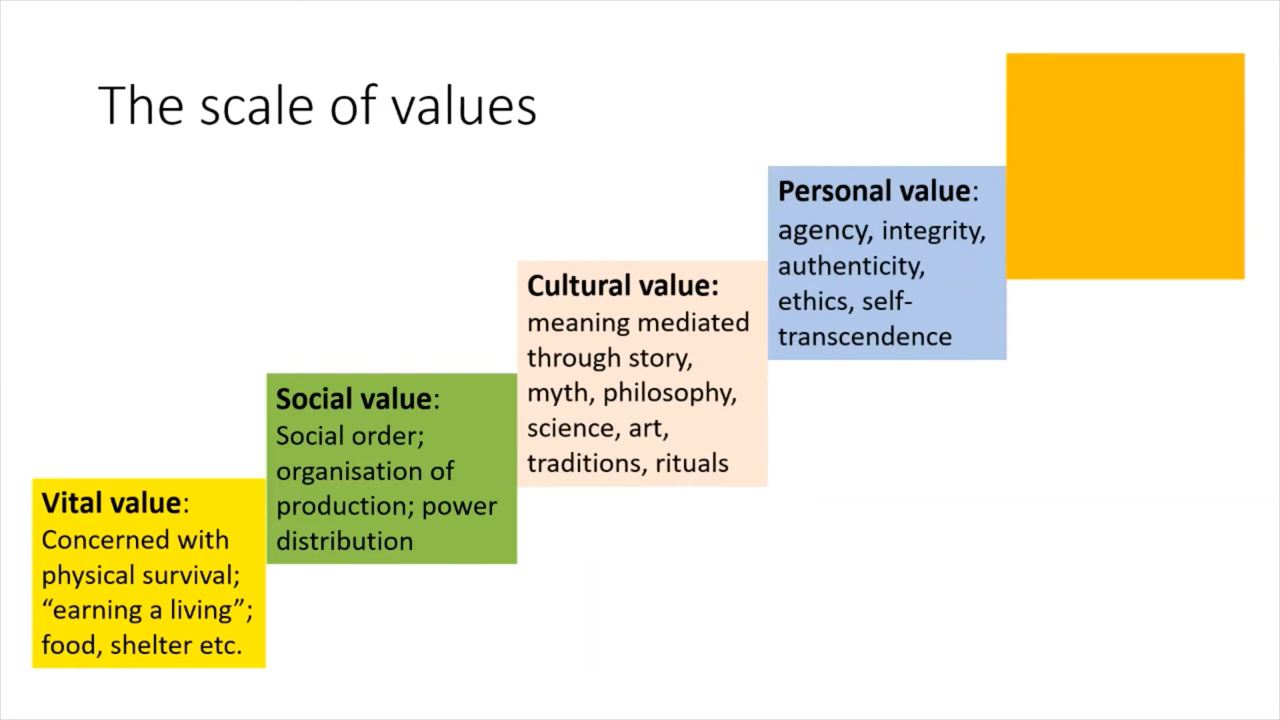 The scale of values
Personal value:
agency, integrity,
authenticity,
ethics, self-
transcendence
Cultural value:
meaning mediated
through story,
myth, philosophy,
science, art,
traditions, rituals
Social value:
Social order;
organisation of
production; power
distribution
Vital value:
Concerned with
physical survival;
“earning a living”;
food, shelter etc.